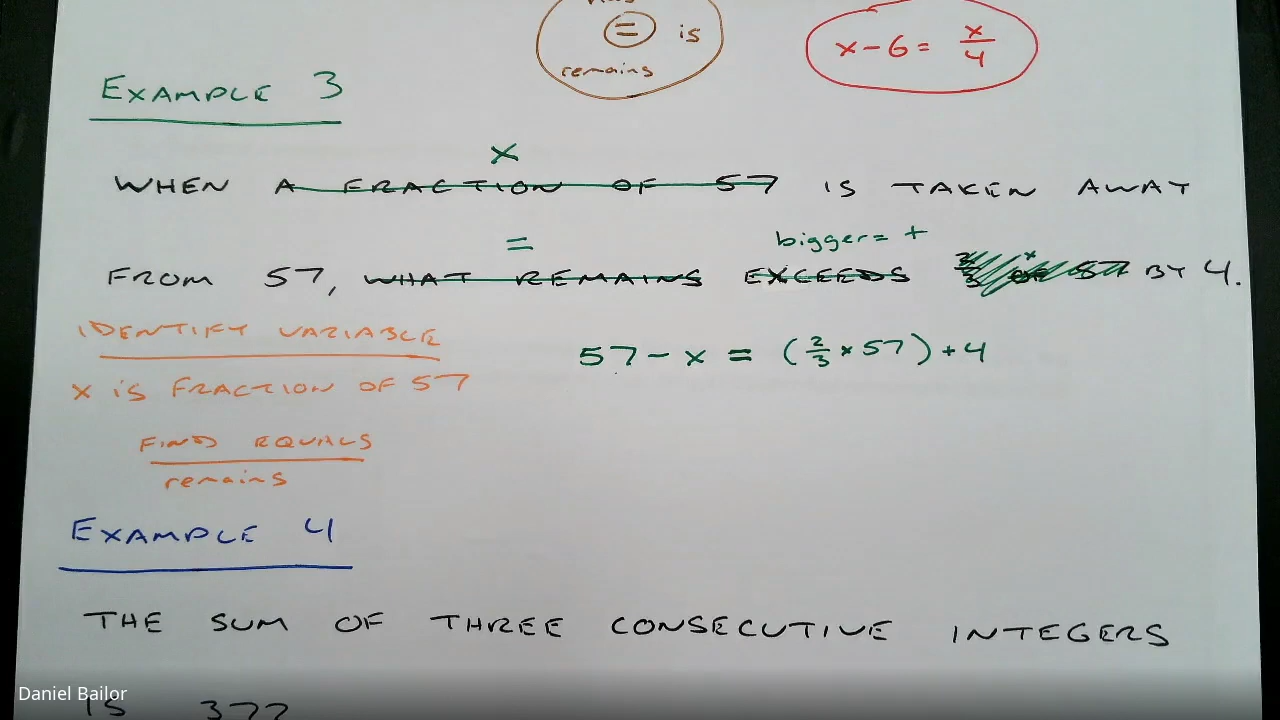 = is
remains
x - 6 = x/4
EXAMPLE 3
x
WHEN A FRACTION OF 57 IS TAKEN AWAY
= bigger = +
FROM 57, WHAT REMAINS EXCEEDS 57 BY 4.
IDENTIFY VARIABLE
57 - x = (2/3 x 57) + 4
x is FRACTION OF 57
FIND EQUALS
remains
EXAMPLE 4
THE SUM OF THREE CONSECUTIVE INTEGERS
Daniel Bailor
IS